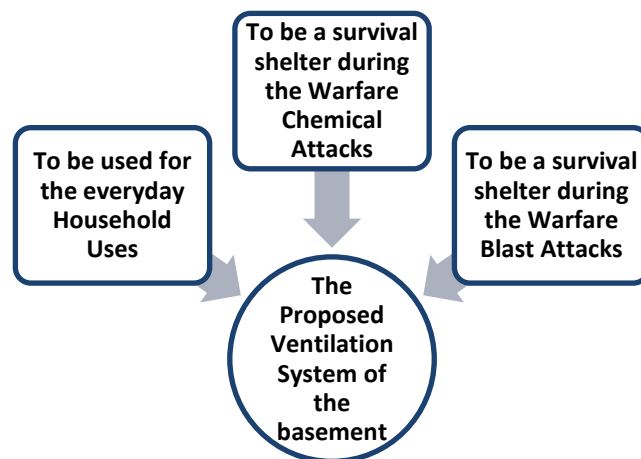 To be a survival
shelter during
the Warfare
Chemical
Attacks
To be used for
the everyday
Household
Uses
To be a survival
shelter during
the Warfare
Blast Attacks
The
Proposed
Ventilation
System of
the
basement